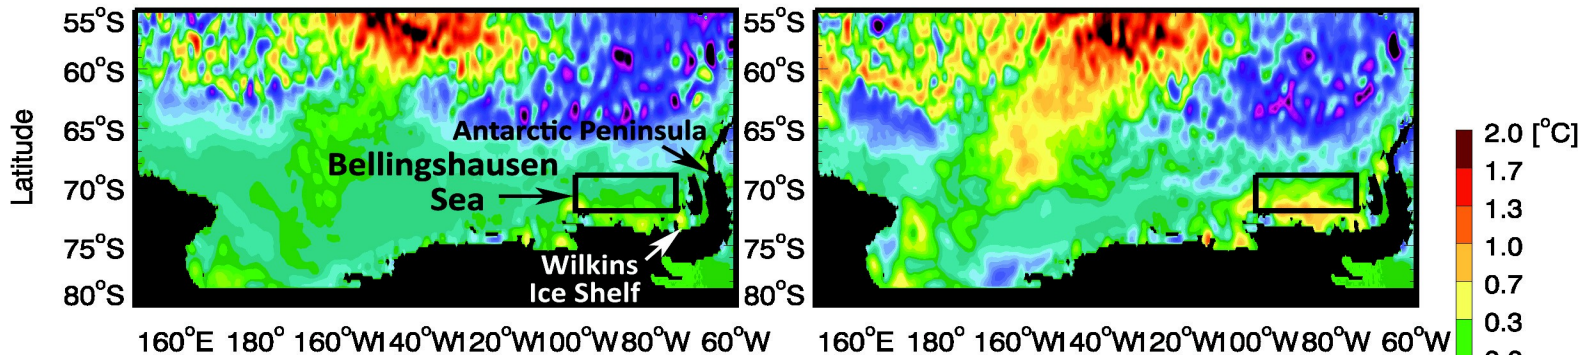 55°S
60°S
65°S
70°S
75°S
80°S
Latitude
Antarctic Peninsula
Bellingshausen
Sea
Wilkins
Ice Shelf
160°E 180° 160°W 140°W 120°W 100°W 80°W 60°W
55°S
60°S
65°S
70°S
75°S
80°S
160°E 180° 160°W 140°W 120°W 100°W 80°W 60°W
2.0 [°C]
1.7
1.3
1.0
0.7
0.3